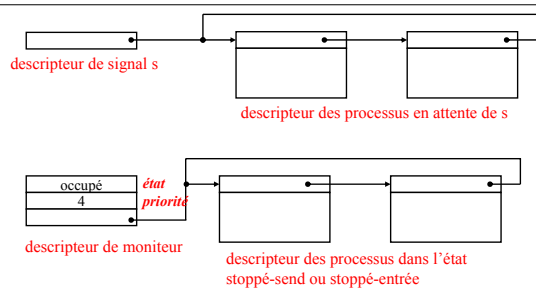 descripteur de signal s
descripteur des processus en attente de s
occupé
état
4
priorité
descripteur de moniteur
descripteur des processus dans l'état
stoppé-send ou stoppé-entrée